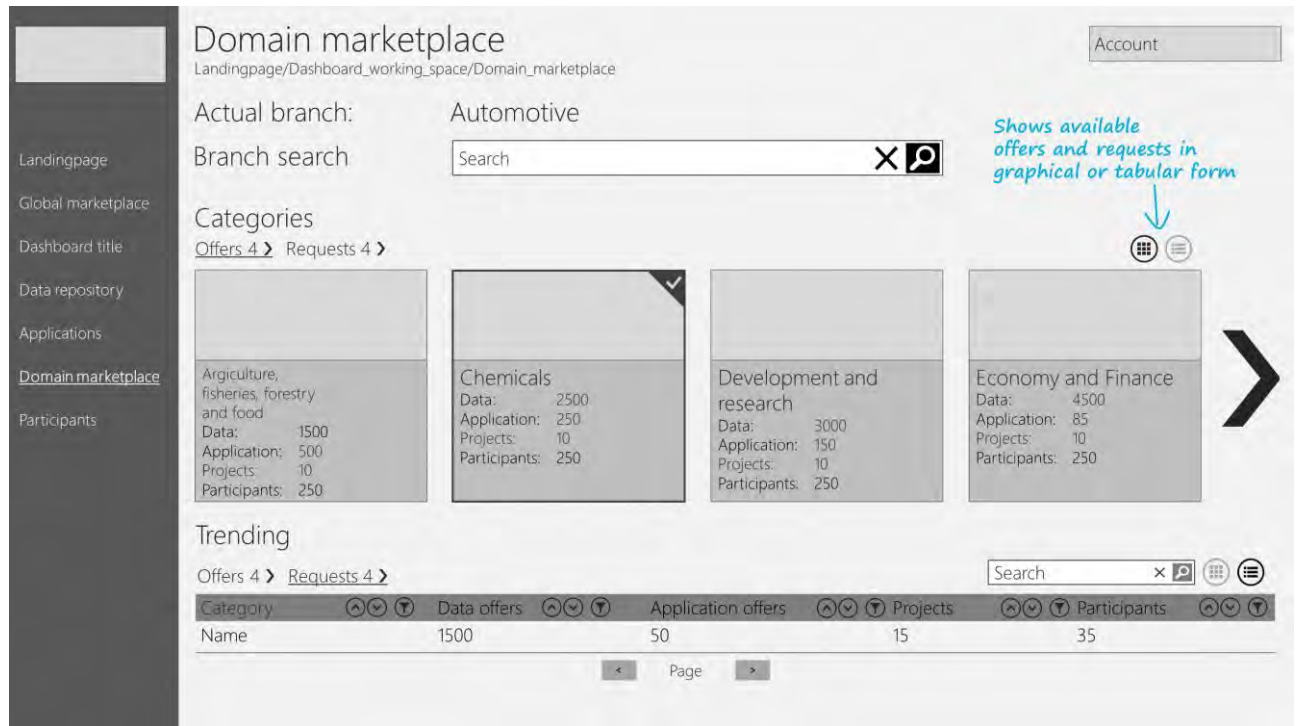 Domain marketplace
Landingpage/Dashboard_working_space/Domain_marketplace
Account
Actual branch: Automotive
Branch search Search
Shows available
offers and requests in
graphical or tabular form
Landingpage
Global marketplace
Dashboard title
Data repository
Applications
Domain marketplace
Participants
Categories
Offers 4 Requests 4
Argiculture,
fisheries, forestry
and food
Data: 1500
Application: 500
Projects: 10
Participants: 250
Chemicals
Data: 2500
Application: 250
Projects: 10
Participants: 250
Development and
research
Data: 3000
Application: 150
Projects: 10
Participants: 250
Economy and Finance
Data: 4500
Application: 85
Projects: 10
Participants: 250
Trending
Offers 4 Requests 4
Search
Category Data offers Application offers Projects Participants
Name 1500 50 15 35
< Page >